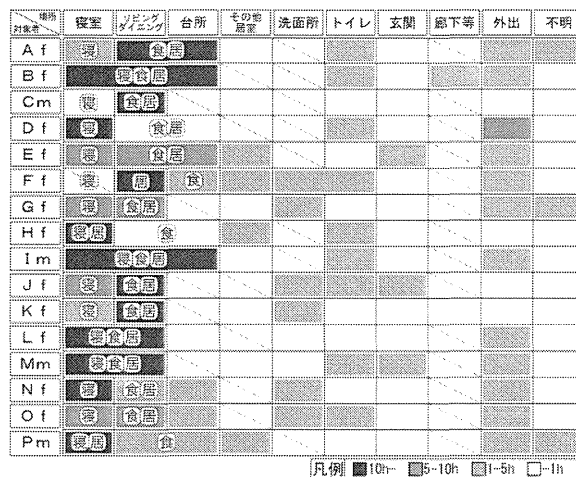 場所 対象者 寝室 リビング ダイニング 台所 その他 居室 洗面所 トイレ 玄関 廊下等 外出 不明
A f 寝 食 居
B f 寝 食 居
C m 寝 食 居
D f 寝 食 居
E f 寝 食 居
F f 寝 居 食
G f 寝 食 居
H f 寝 居 食
I m 寝 食 居
J f 寝 食 居
K f 寝 食 居
L f 寝 食 居
M m 寝 食 居
N f 寝 食 居
O f 寝 食 居
P m 寝 居 食
凡例 10h- 5-10h 1-5h -1h